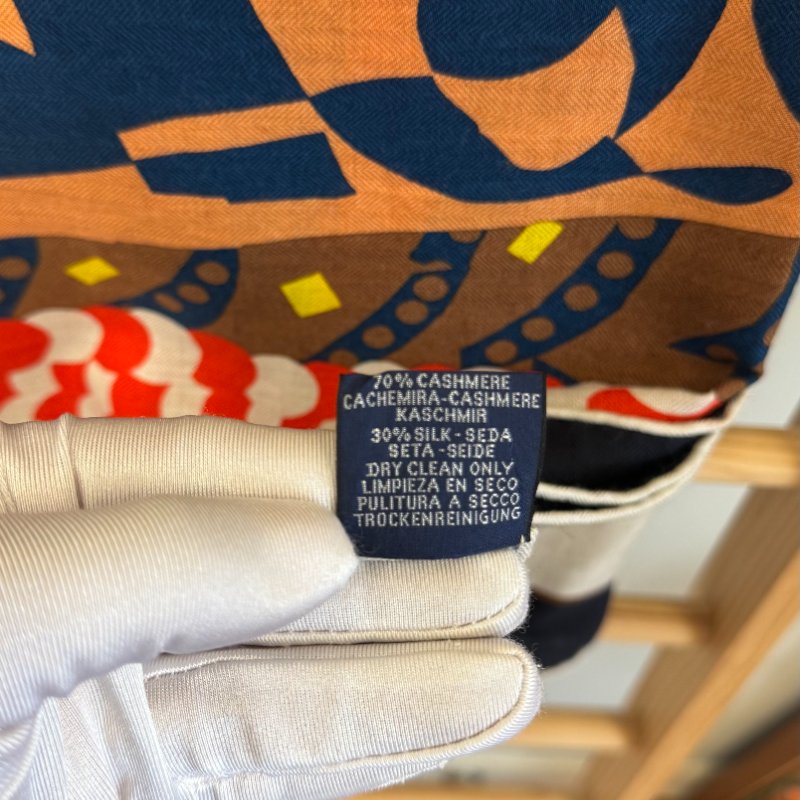 70% CASHMERE
CACHEMIRA-CASHMERE
KASCHMIR
30% SILK-SEDA
SETA-SEIDE
DRY CLEAN ONLY
LIMPIEZA EN SECO
PULITURA A SECCO
TROCKENREINIGUNG